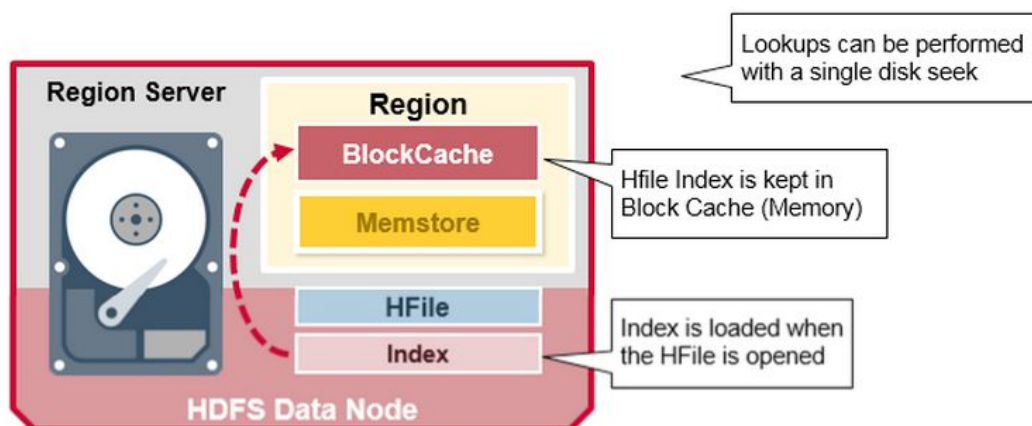 Lookups can be performed
with a single disk seek
Region Server
Region
BlockCache
Hfile Index is kept in
Block Cache (Memory)
Memstore
HFile
Index is loaded when
the HFile is opened
Index
HDFS Data Node